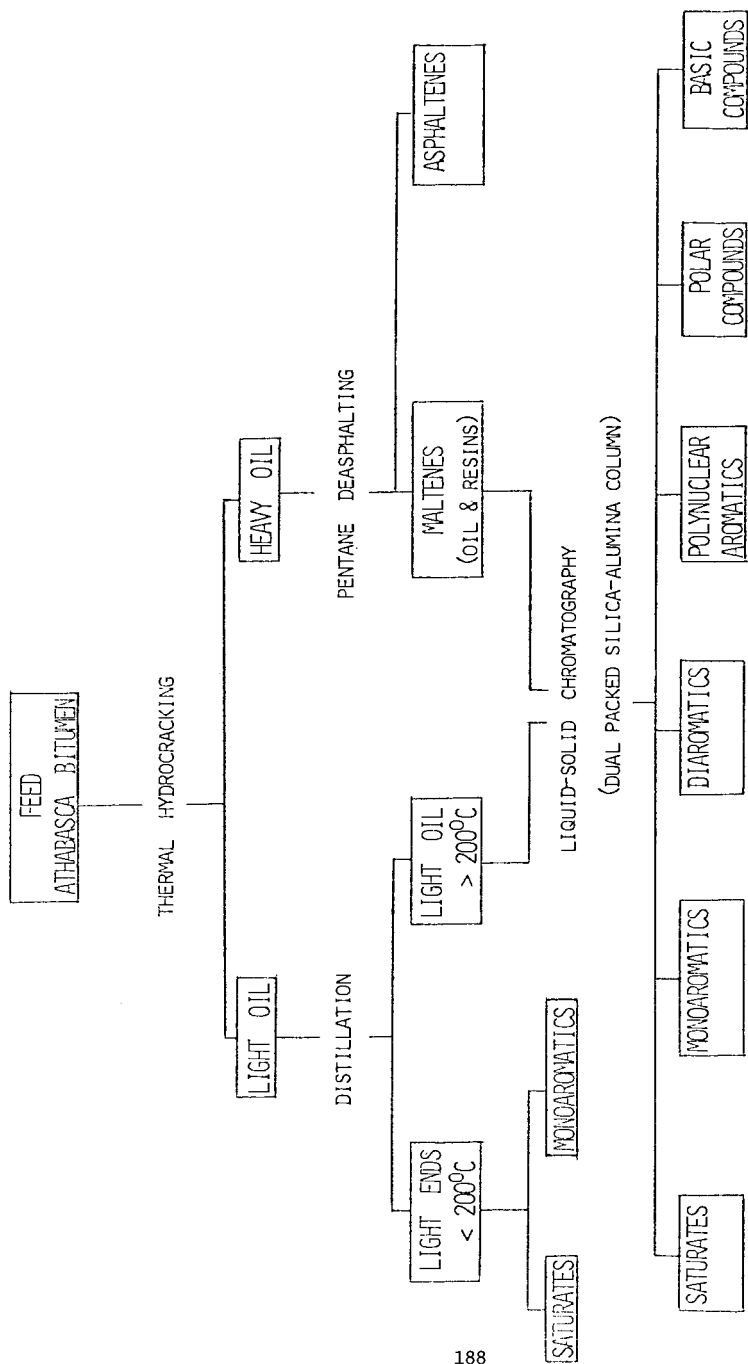 FEED
ATHABASCA BITUMEN
THERMAL HYDROCRACKING
LIGHT OIL
HEAVY OIL
DISTILLATION
PENTANE DEASPHALTING
LIGHT ENDS
< 200⁰C
LIGHT OIL
> 200⁰C
MALTENES
(OIL & RESINS)
ASPHALTENES
SATURATES
MONOAROMATICS
LIQUID-SOLID CHROMATOGRAPHY
(DUAL PACKED SILICA-ALUMINA COLUMN)
SATURATES
MONOAROMATICS
DIAROMATICS
POLYNUCLEAR
AROMATICS
POLAR
COMPOUNDS
BASIC
COMPOUNDS
188